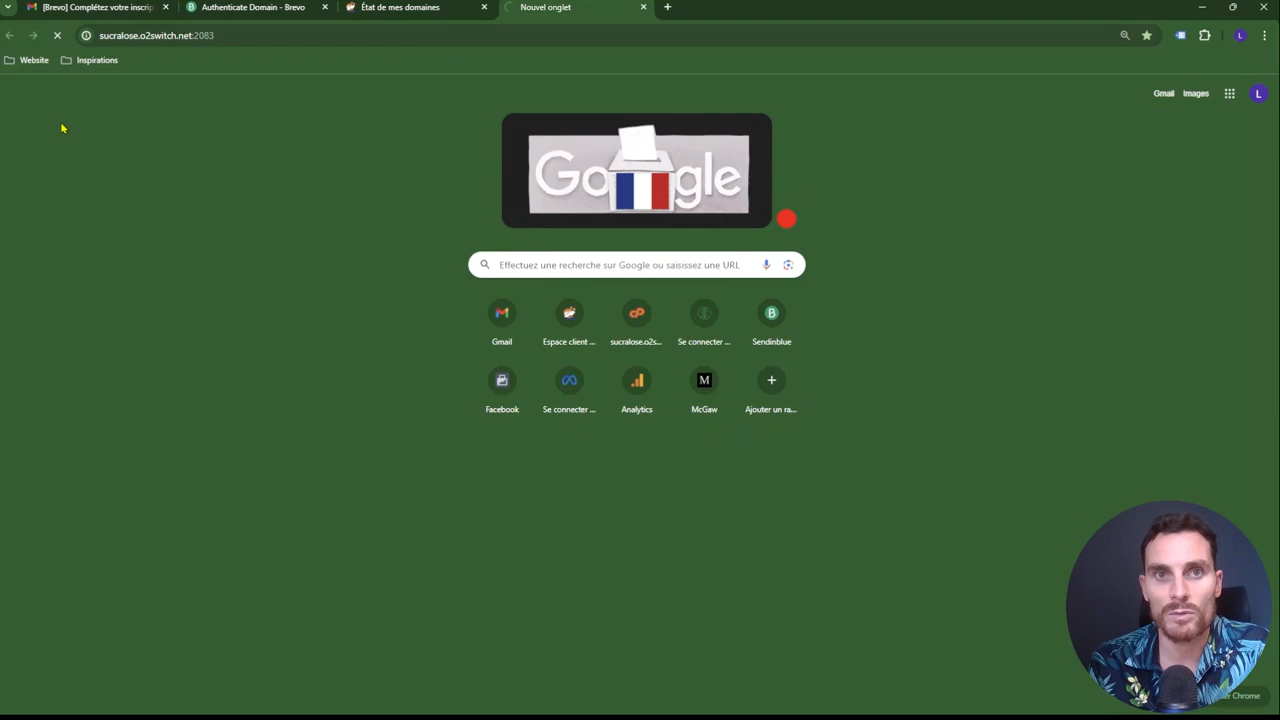 [Brevo] Complétez votre inscrip
Authenticate Domain - Brevo
État de mes domaines
Nouvel onglet
sucralose.o2switch.net:2083
L
Website
Inspirations
Gmail
Images
L
Google
Effectuez une recherche sur Google ou saisissez une URL
Gmail
Espace client ...
sucralose.o2s...
Se connecter ...
Sendinblue
Facebook
Se connecter ...
Analytics
McGaw
Ajouter un ra...
Chrome